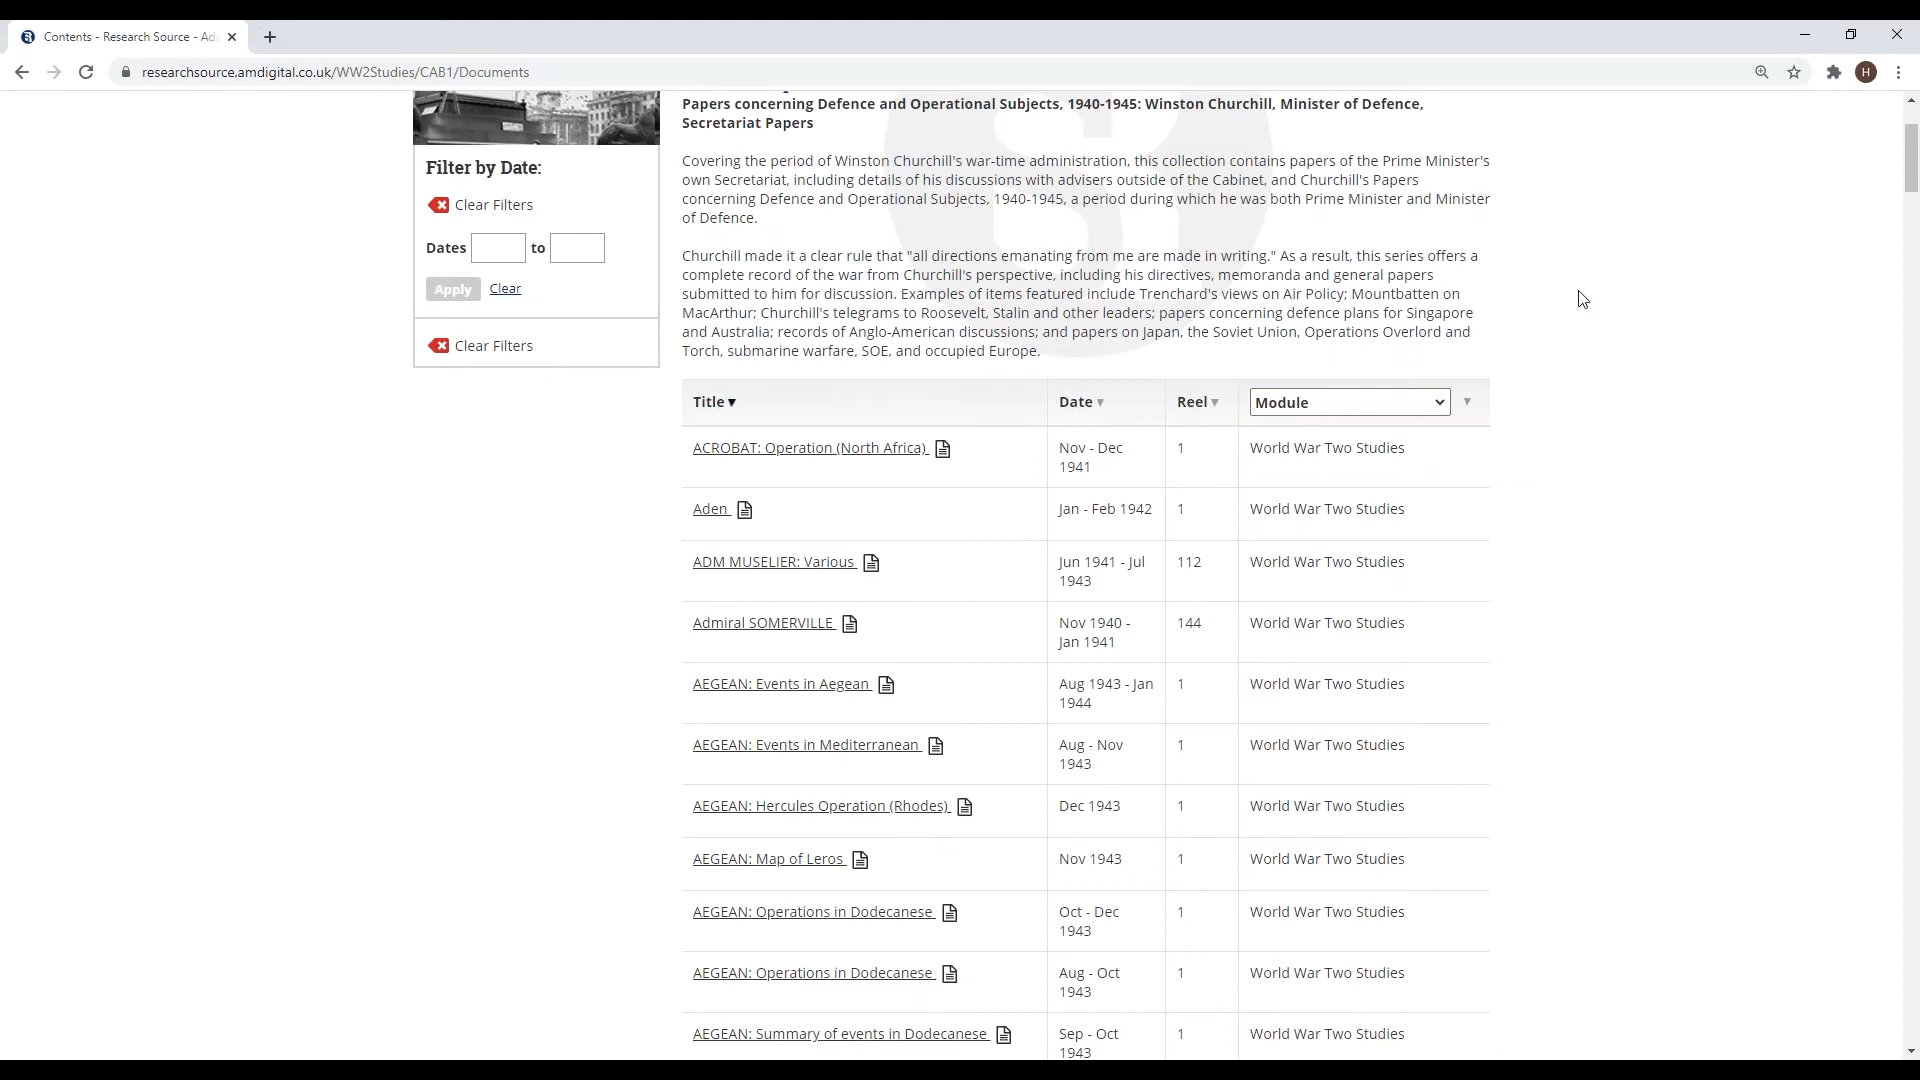 Contents - Research Source - Ad
researchsource.amdigital.co.uk/WW2Studies/CAB1/Documents
H
Filter by Date:
Clear Filters
Dates to
Apply Clear
Clear Filters
Papers concerning Defence and Operational Subjects, 1940-1945: Winston Churchill, Minister of Defence,
Secretariat Papers
Covering the period of Winston Churchill's war-time administration, this collection contains papers of the Prime Minister's
own Secretariat, including details of his discussions with advisers outside of the Cabinet, and Churchill's Papers
concerning Defence and Operational Subjects, 1940-1945, a period during which he was both Prime Minister and Minister
of Defence.
Churchill made it a clear rule that "all directions emanating from me are made in writing." As a result, this series offers a
complete record of the war from Churchill's perspective, including his directives, memoranda and general papers
submitted to him for discussion. Examples of items featured include Trenchard's views on Air Policy; Mountbatten on
MacArthur; Churchill's telegrams to Roosevelt, Stalin and other leaders; papers concerning defence plans for Singapore
and Australia; records of Anglo-American discussions; and papers on Japan, the Soviet Union, Operations Overlord and
Torch, submarine warfare, SOE, and occupied Europe.
Title Date Reel Module
ACROBAT: Operation (North Africa) Nov - Dec 1 World War Two Studies
1941
Aden Jan - Feb 1942 1 World War Two Studies
ADM MUSELIER: Various Jun 1941 - Jul 112 World War Two Studies
1943
Admiral SOMERVILLE Nov 1940 - 144 World War Two Studies
Jan 1941
AEGEAN: Events in Aegean Aug 1943 - Jan 1 World War Two Studies
1944
AEGEAN: Events in Mediterranean Aug - Nov 1 World War Two Studies
1943
AEGEAN: Hercules Operation (Rhodes) Dec 1943 1 World War Two Studies
AEGEAN: Map of Leros Nov 1943 1 World War Two Studies
AEGEAN: Operations in Dodecanese Oct - Dec 1 World War Two Studies
1943
AEGEAN: Operations in Dodecanese Aug - Oct 1 World War Two Studies
1943
AEGEAN: Summary of events in Dodecanese Sep - Oct 1 World War Two Studies
1943